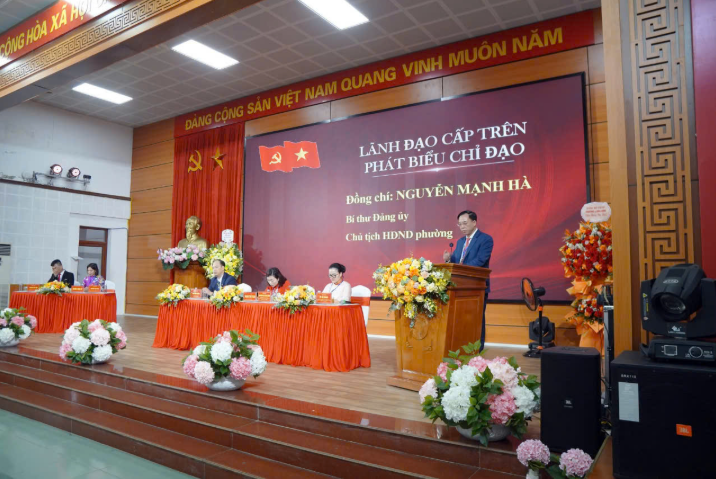 CỘNG HÒA XÃ HỘI
ĐẢNG CỘNG SẢN VIỆT NAM QUANG VINH MUÔN NĂM
LÃNH ĐẠO CẤP TRÊN
PHÁT BIỂU CHỈ ĐẠO
Đồng chí: NGUYỄN MẠNH HÀ
Bí thư Đảng ủy
Chủ tịch HĐND phường
JBL